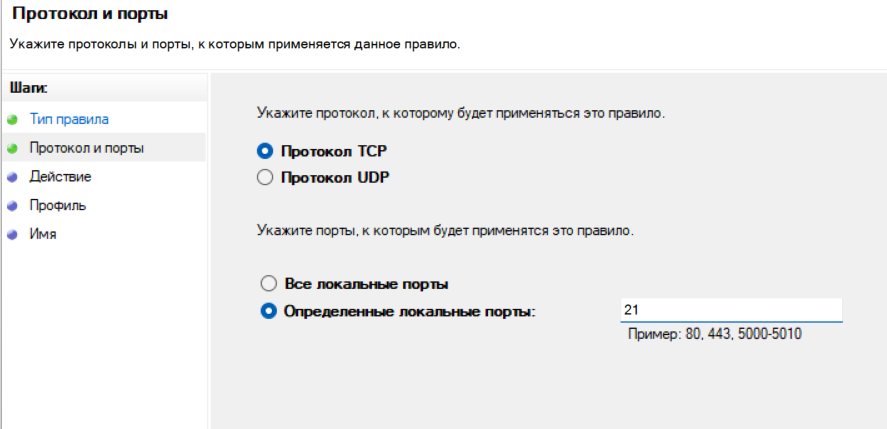 Протокол и порты
Укажите протоколы и порты, к которым применяется данное правило.
Шаги:
Тип правила
Протокол и порты
Действие
Профиль
Имя
Укажите протокол, к которому будет применяться это правило.
Протокол TCP
Протокол UDP
Укажите порты, к которым будет применятся это правило.
Все локальные порты
Определенные локальные порты:
21
Пример: 80, 443, 5000-5010